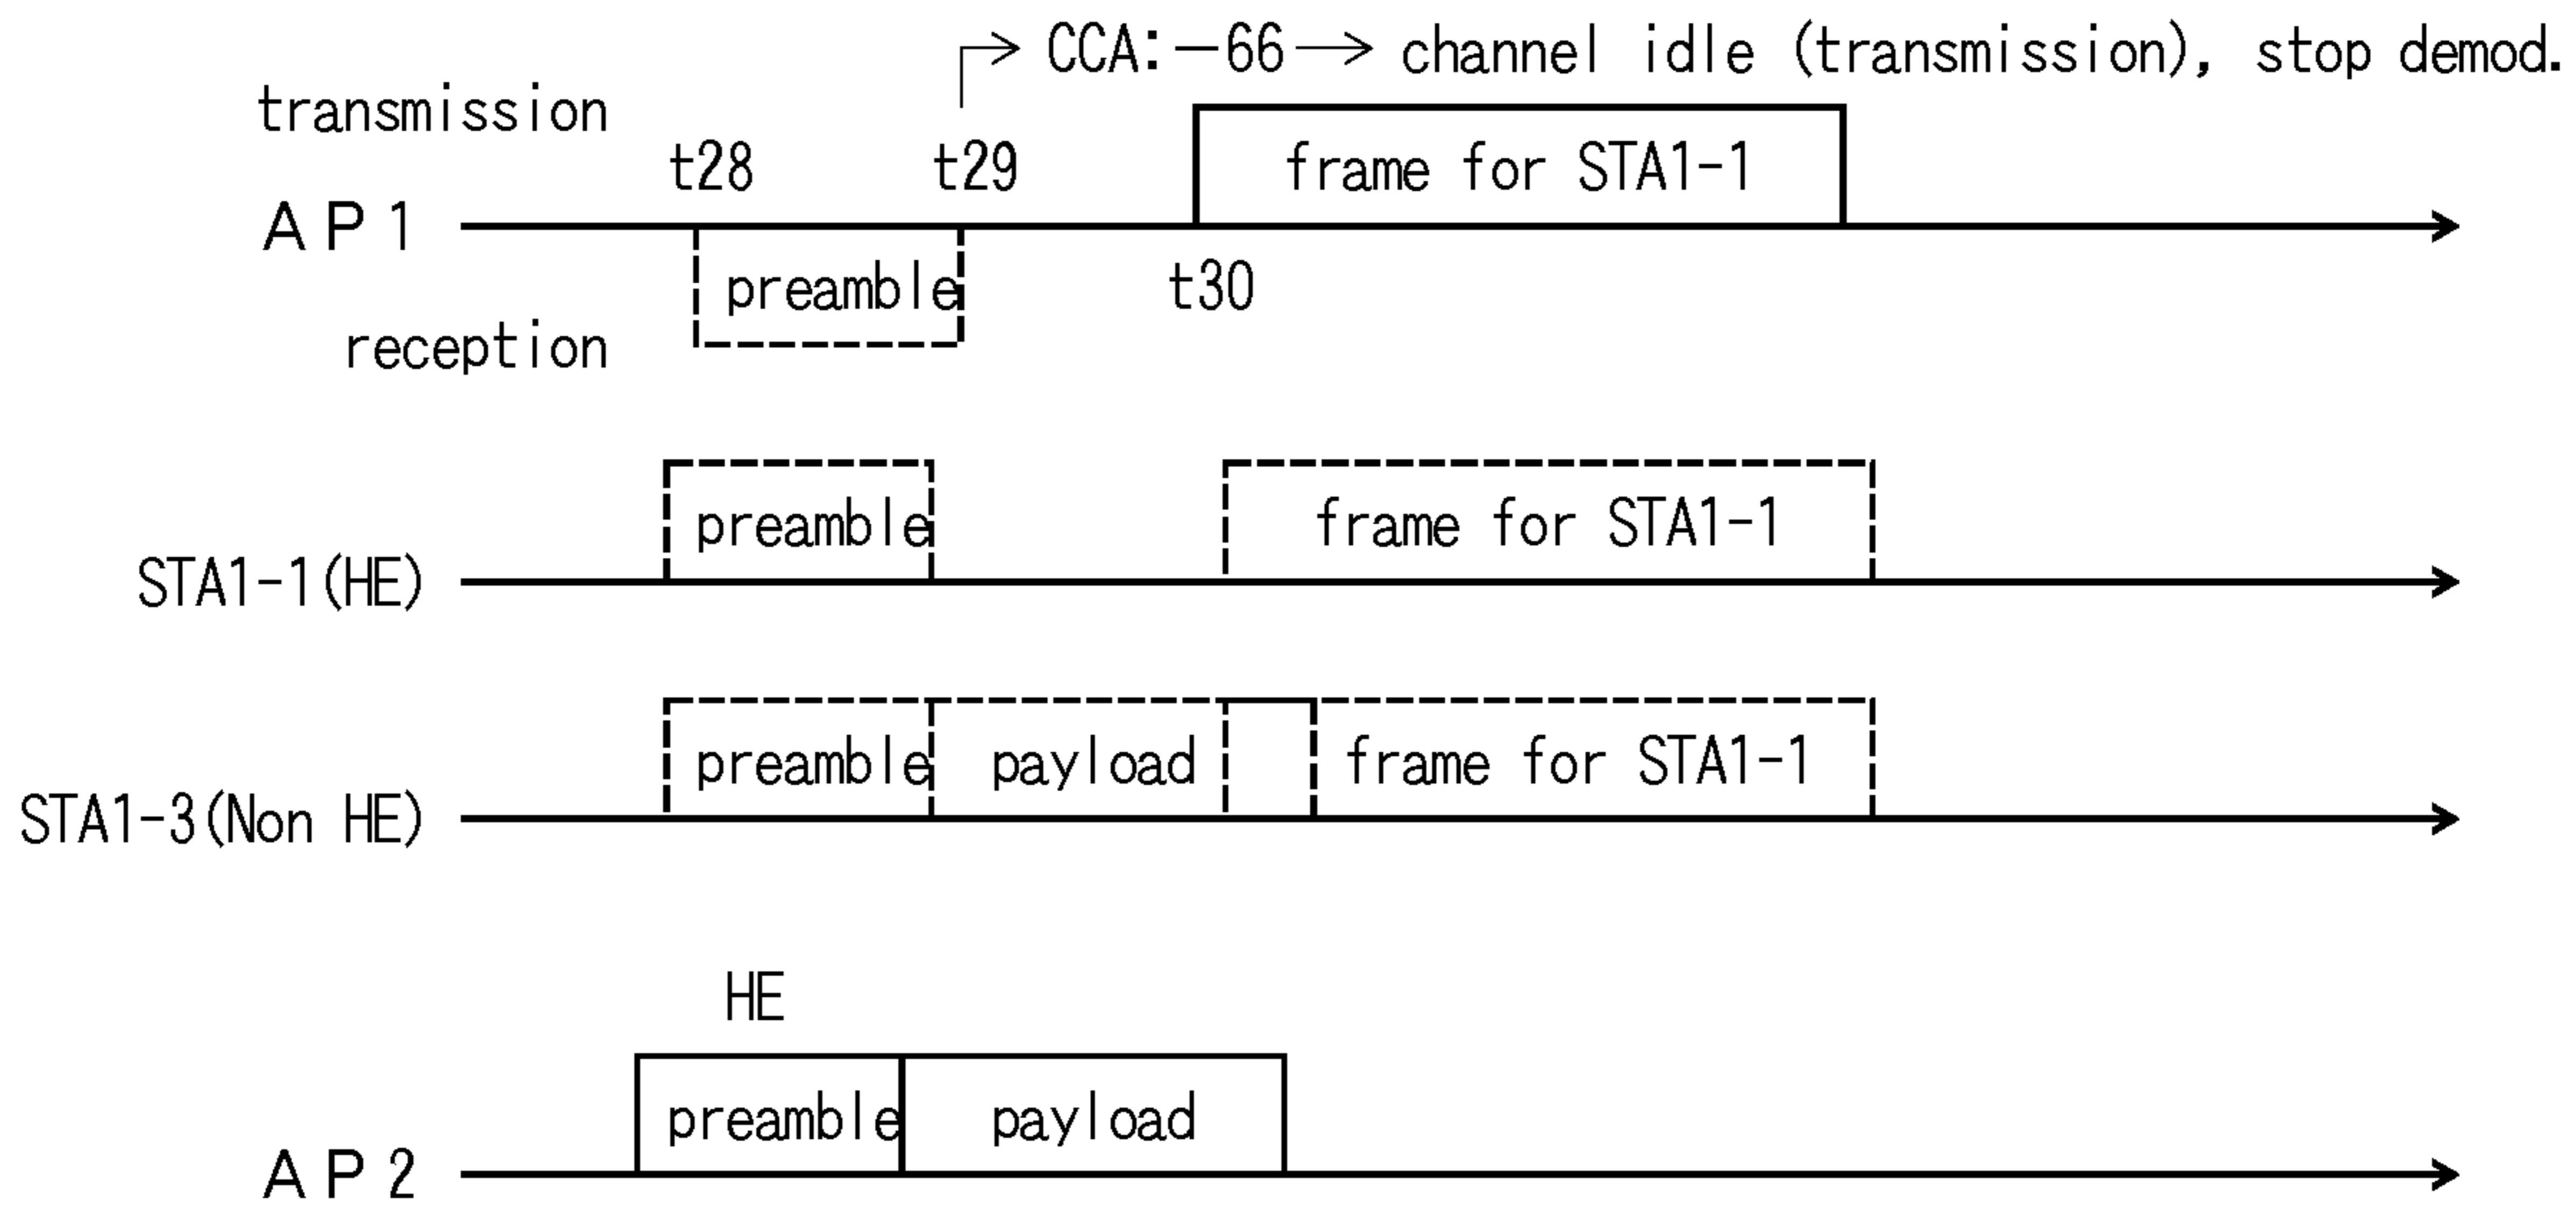 CCA:−66 → channel idle (transmission), stop demod.
transmission
t28 t29 frame for STA1-1
AP1
preamble t30
reception
preamble frame for STA1-1
STA1-1(HE)
preamble payload frame for STA1-1
STA1-3(Non HE)
HE
preamble payload
AP2